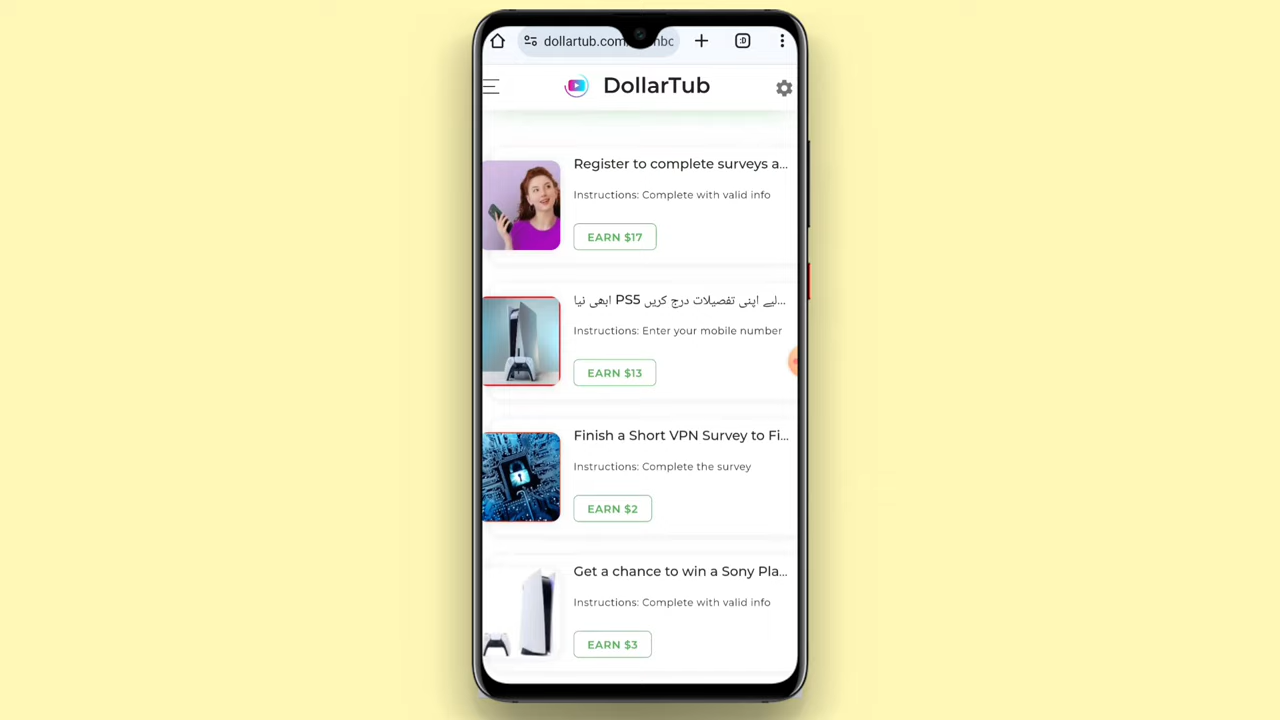 dollartub.com
:D
DollarTub
Register to complete surveys a...
Instructions: Complete with valid info
EARN $17
ابھی نیا PS5 لیے اپنی تفصیلات درج کریں...
Instructions: Enter your mobile number
EARN $13
Finish a Short VPN Survey to Fi...
Instructions: Complete the survey
EARN $2
Get a chance to win a Sony Pla...
Instructions: Complete with valid info
EARN $3